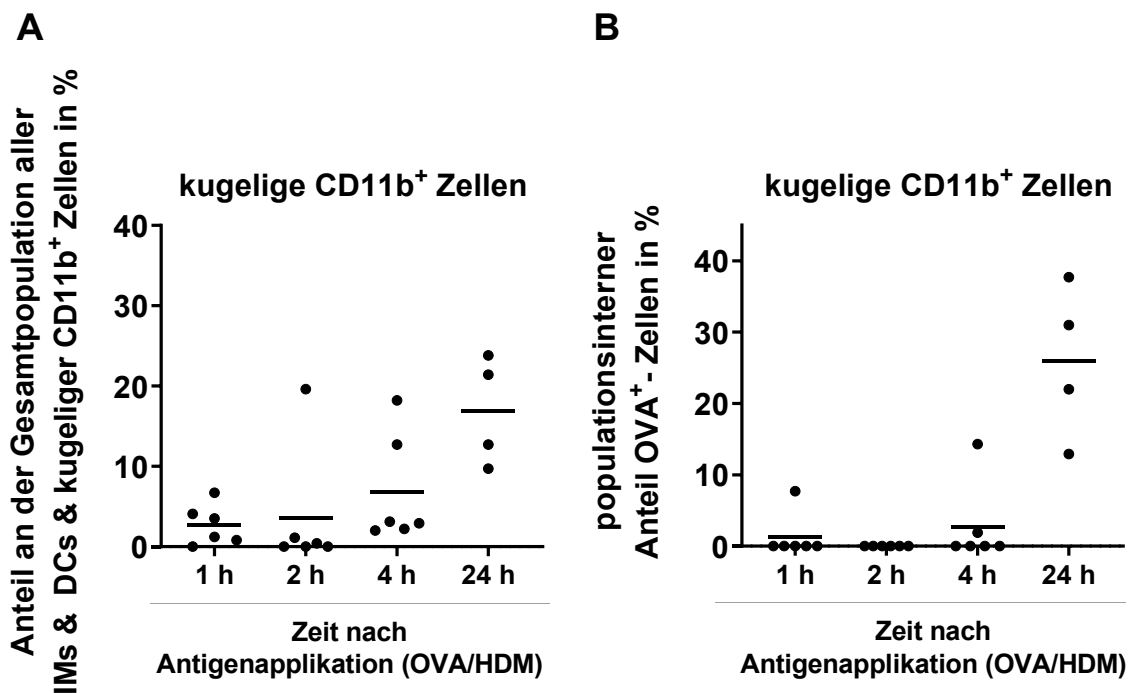 A
Anteil an der Gesamtpopulation aller
IMs & DCs & kugeliger CD11b+ Zellen in %
kugelige CD11b+ Zellen
40
30
20
10
0
1 h 2 h 4 h 24 h
Zeit nach
Antigenapplikation (OVA/HDM)
B
populationsinterner
Anteil OVA+ - Zellen in %
kugelige CD11b+ Zellen
40
30
20
10
0
1 h 2 h 4 h 24 h
Zeit nach
Antigenapplikation (OVA/HDM)